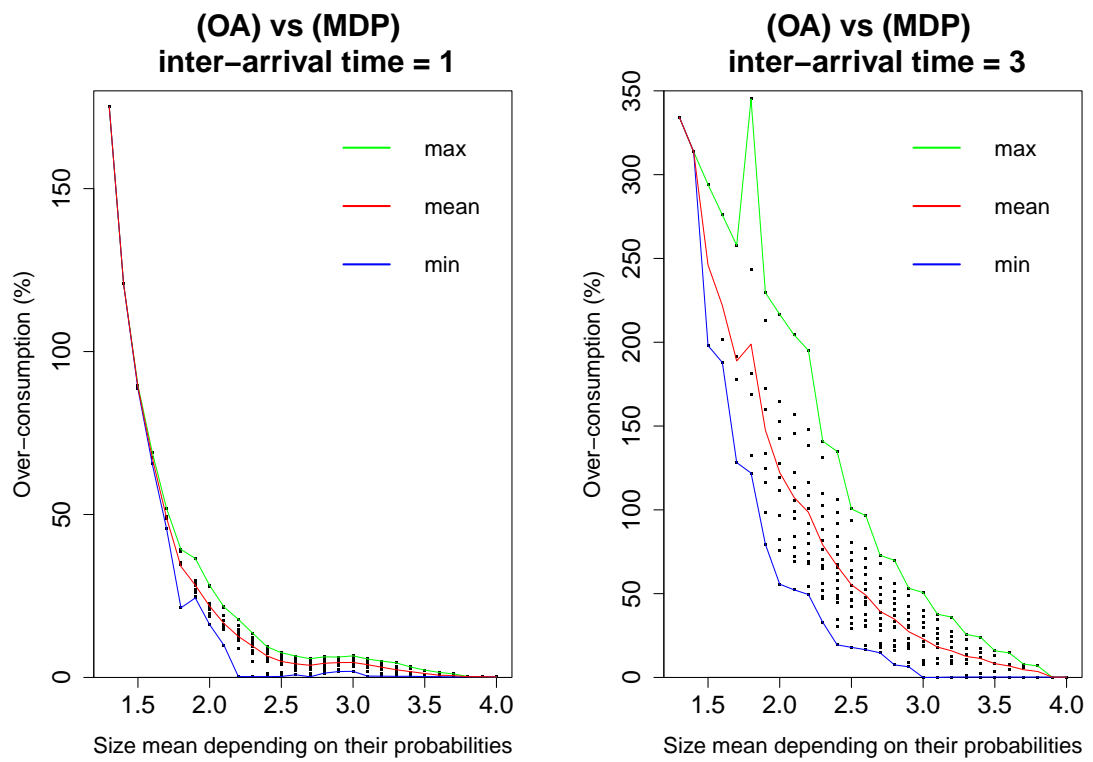 (OA) vs (MDP)
inter−arrival time = 1
max
mean
min
Over−consumption (%)
0
50
100
150
1.5 2.0 2.5 3.0 3.5 4.0
Size mean depending on their probabilities
(OA) vs (MDP)
inter−arrival time = 3
max
mean
min
Over−consumption (%)
0
50
100
150
200
250
300
350
1.5 2.0 2.5 3.0 3.5 4.0
Size mean depending on their probabilities